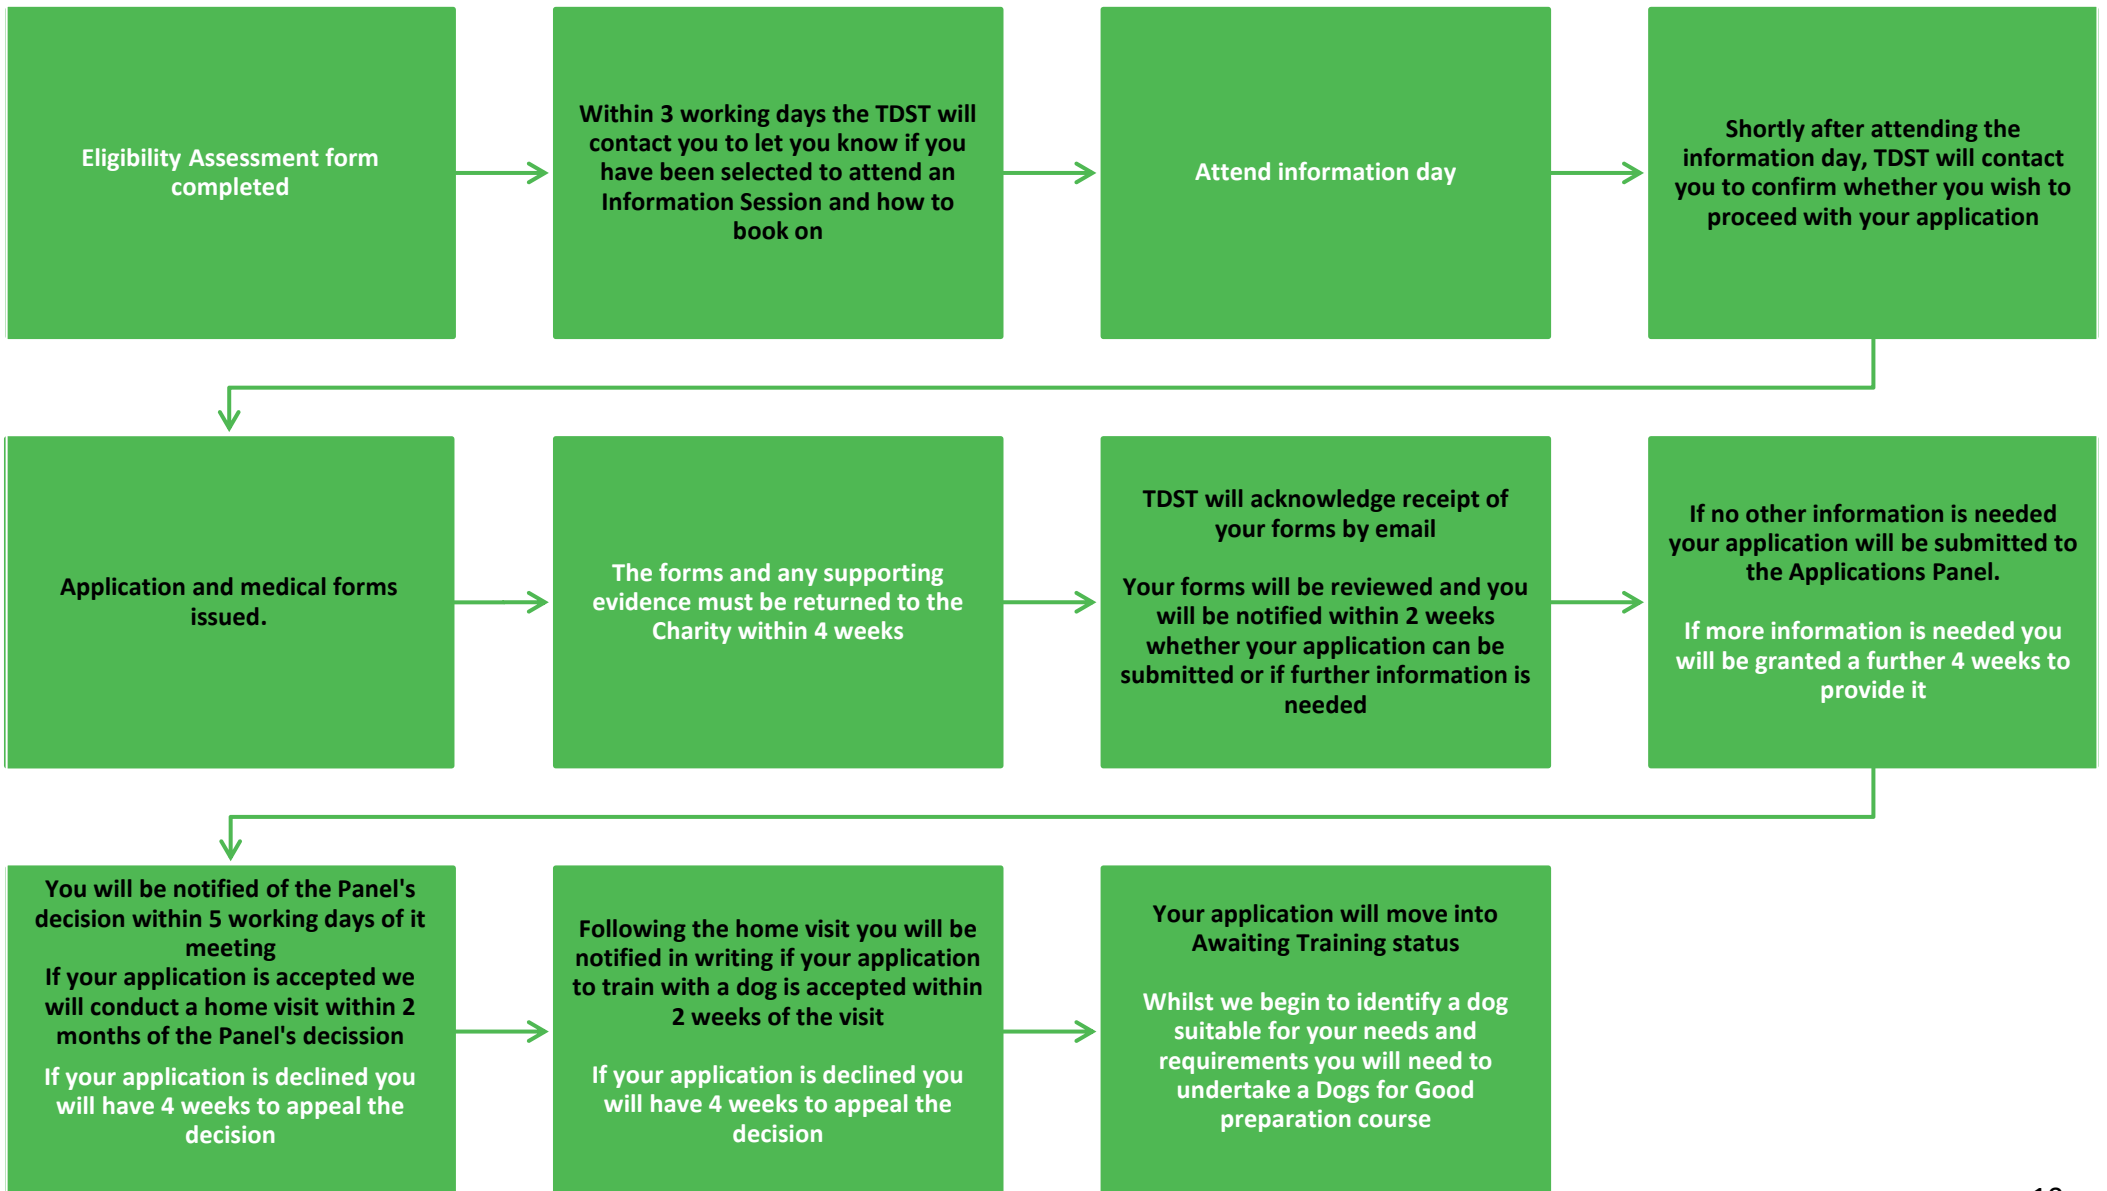 Eligibility Assessment form
completed
Within 3 working days the TDST will
contact you to let you know if you
have been selected to attend an
Information Session and how to
book on
Attend information day
Shortly after attending the
information day, TDST will contact
you to confirm whether you wish to
proceed with your application
Application and medical forms
issued.
The forms and any supporting
evidence must be returned to the
Charity within 4 weeks
TDST will acknowledge receipt of
your forms by email
Your forms will be reviewed and you
will be notified within 2 weeks
whether your application can be
submitted or if further information is
needed
If no other information is needed
your application will be submitted to
the Applications Panel.
If more information is needed you
will be granted a further 4 weeks to
provide it
You will be notified of the Panel's
decision within 5 working days of it
meeting
If your application is accepted we
will conduct a home visit within 2
months of the Panel's decission
If your application is declined you
will have 4 weeks to appeal the
decision
Following the home visit you will be
notified in writing if your application
to train with a dog is accepted within
2 weeks of the visit
If your application is declined you
will have 4 weeks to appeal the
decision
Your application will move into
Awaiting Training status
Whilst we begin to identify a dog
suitable for your needs and
requirements you will need to
undertake a Dogs for Good
preparation course